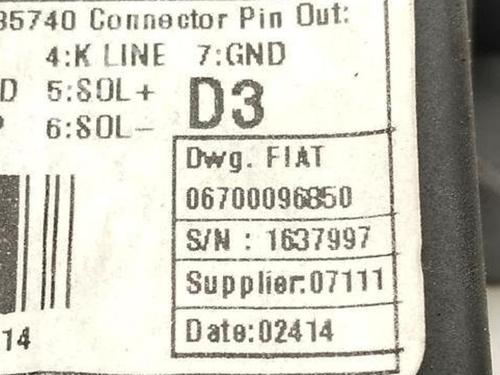 35740 Connector Pin Out:
4:K LINE 7:GND
D 5:SOL+
P 6:SOL-
D3
Dwg. FIAT
06700096850
S/N : 1637997
Supplier:07111
Date:02414
14